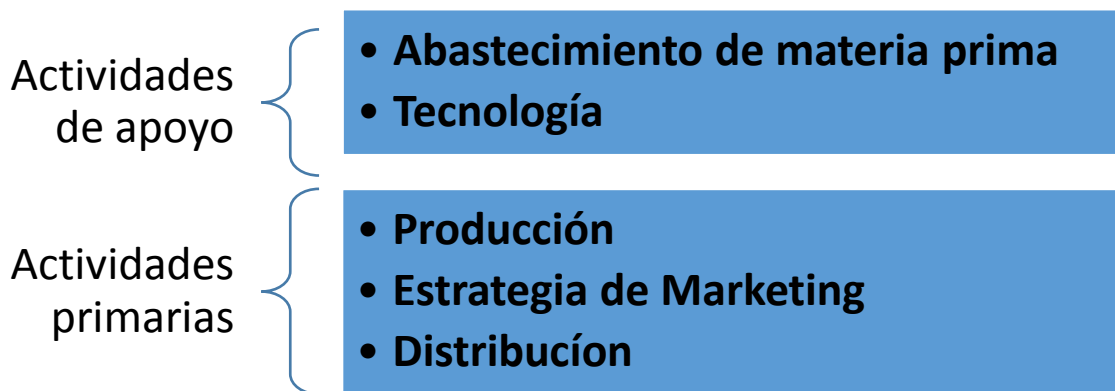 Actividades
de apoyo
• Abastecimiento de materia prima
• Tecnología
Actividades
primarias
• Producción
• Estrategia de Marketing
• Distribucíon